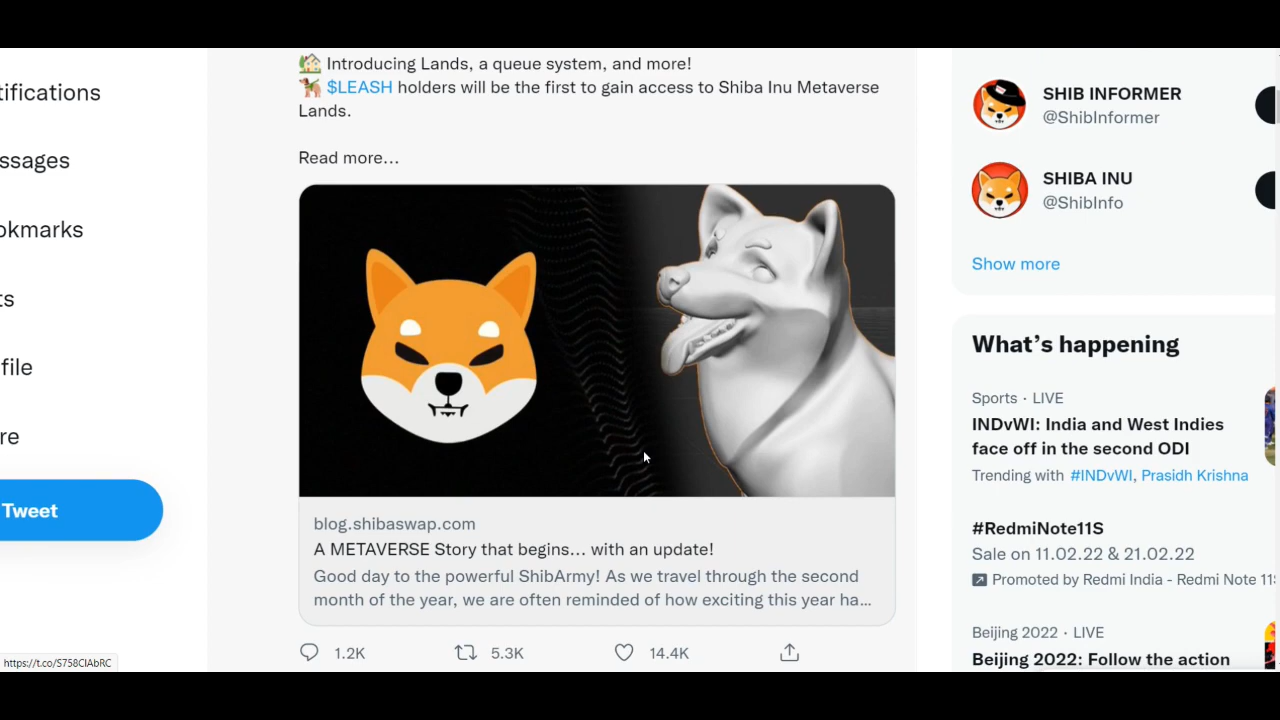 tifications
ssages
okmarks
ts
file
re
Tweet
https://t.co/S758CIAbRC
Introducing Lands, a queue system, and more!
$LEASH holders will be the first to gain access to Shiba Inu Metaverse
Lands.
Read more…
blog.shibaswap.com
A METAVERSE Story that begins… with an update!
Good day to the powerful ShibArmy! As we travel through the second
month of the year, we are often reminded of how exciting this year ha…
1.2K
5.3K
14.4K
SHIB INFORMER
@ShibInformer
SHIBA INU
@ShibInfo
Show more
What's happening
Sports · LIVE
INDvWI: India and West Indies
face off in the second ODI
Trending with #INDvWI, Prasidh Krishna
#RedmiNote11S
Sale on 11.02.22 & 21.02.22
Promoted by Redmi India - Redmi Note 11
Beijing 2022 · LIVE
Beijing 2022: Follow the action